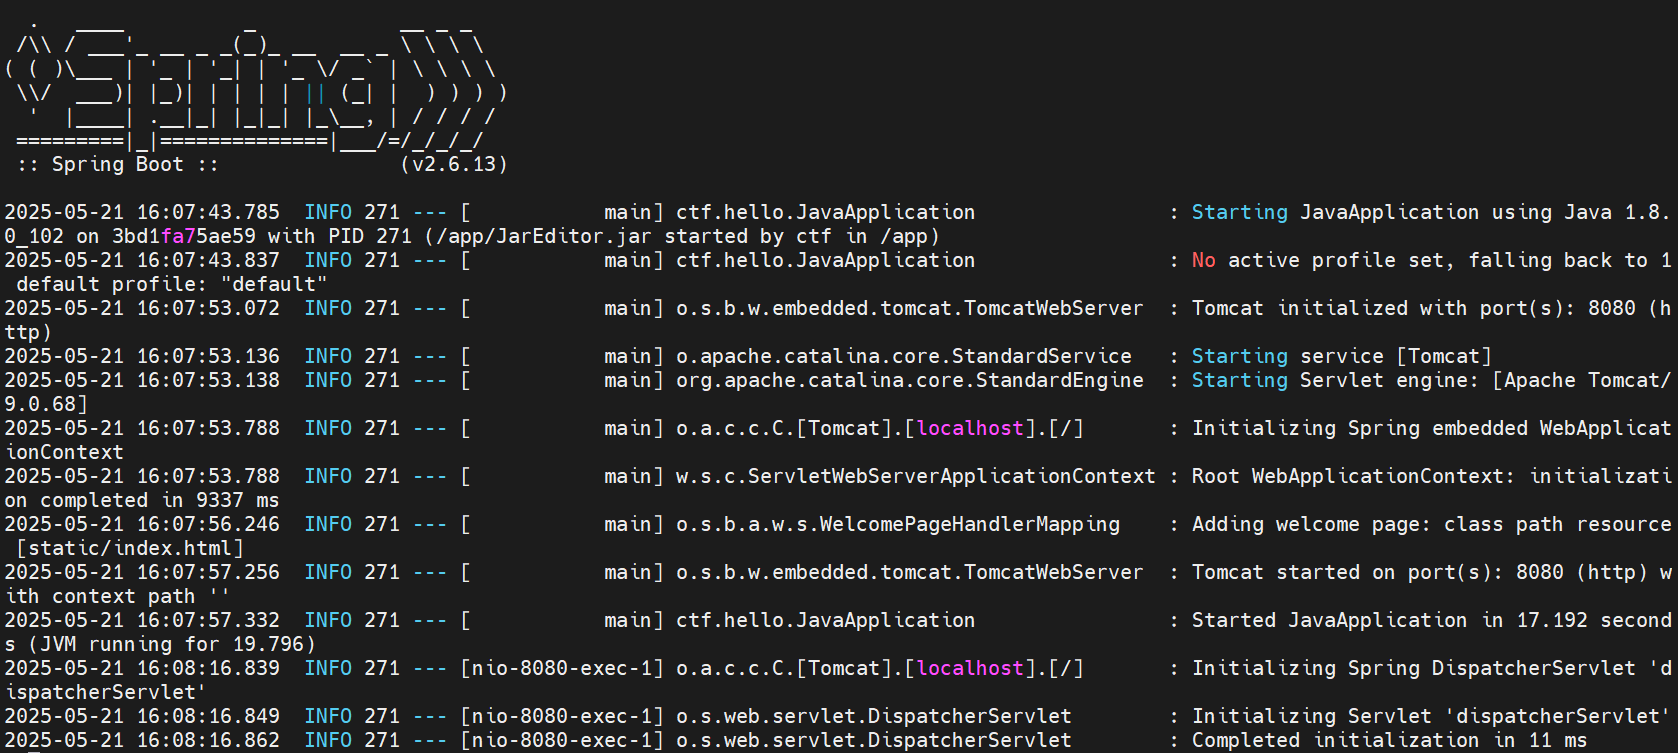 .   ____          _            __ _ _
 /\\ / ___'_ __ _ _(_)_ __  __ _ \ \ \ \
( ( )\___ | '_ | '_| | '_ \/ _` | \ \ \ \
 \\/  ___)| |_)| | | | | || (_| |  ) ) ) )
  '  |____| .__|_| |_|_| |_\__, | / / / /
 =========|_|==============|___/=/_/_/_/
 :: Spring Boot ::               (v2.6.13)

2025-05-21 16:07:43.785  INFO 271 --- [           main] ctf.hello.JavaApplication                : Starting JavaApplication using Java 1.8.
0_102 on 3bd1fa75ae59 with PID 271 (/app/JarEditor.jar started by ctf in /app)
2025-05-21 16:07:43.837  INFO 271 --- [           main] ctf.hello.JavaApplication                : No active profile set, falling back to 1
 default profile: "default"
2025-05-21 16:07:53.072  INFO 271 --- [           main] o.s.b.w.embedded.tomcat.TomcatWebServer  : Tomcat initialized with port(s): 8080 (h
ttp)
2025-05-21 16:07:53.136  INFO 271 --- [           main] o.apache.catalina.core.StandardService   : Starting service [Tomcat]
2025-05-21 16:07:53.138  INFO 271 --- [           main] org.apache.catalina.core.StandardEngine  : Starting Servlet engine: [Apache Tomcat/
9.0.68]
2025-05-21 16:07:53.788  INFO 271 --- [           main] o.a.c.c.C.[Tomcat].[localhost].[/]       : Initializing Spring embedded WebApplicat
ionContext
2025-05-21 16:07:53.788  INFO 271 --- [           main] w.s.c.ServletWebServerApplicationContext : Root WebApplicationContext: initializati
on completed in 9337 ms
2025-05-21 16:07:56.246  INFO 271 --- [           main] o.s.b.a.w.s.WelcomePageHandlerMapping    : Adding welcome page: class path resource
 [static/index.html]
2025-05-21 16:07:57.256  INFO 271 --- [           main] o.s.b.w.embedded.tomcat.TomcatWebServer  : Tomcat started on port(s): 8080 (http) w
ith context path ''
2025-05-21 16:07:57.332  INFO 271 --- [           main] ctf.hello.JavaApplication                : Started JavaApplication in 17.192 second
s (JVM running for 19.796)
2025-05-21 16:08:16.839  INFO 271 --- [nio-8080-exec-1] o.a.c.c.C.[Tomcat].[localhost].[/]       : Initializing Spring DispatcherServlet 'd
ispatcherServlet'
2025-05-21 16:08:16.849  INFO 271 --- [nio-8080-exec-1] o.s.web.servlet.DispatcherServlet        : Initializing Servlet 'dispatcherServlet'
2025-05-21 16:08:16.862  INFO 271 --- [nio-8080-exec-1] o.s.web.servlet.DispatcherServlet        : Completed initialization in 11 ms